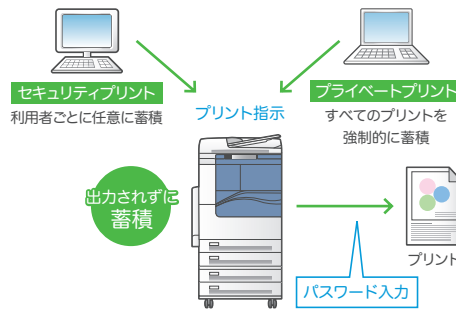 セキュリティプリント
利用者ごとに任意に蓄積
プライベートプリント
すべてのプリントを
強制的に蓄積
プリント指示
出力されずに
蓄積
プリント
パスワード入力